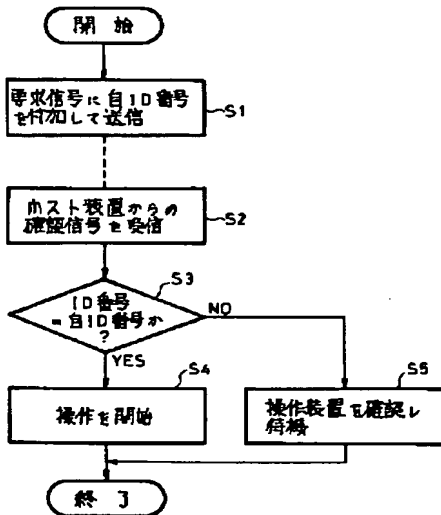 開始
要求信号に自ID番号
を付加して送信
S1
ホスト装置からの
確認信号を受信
S2
S3
ID番号
=自ID番号か
?
NO
YES
S4
操作を開始
S5
操作装置を確認し
待機
終了